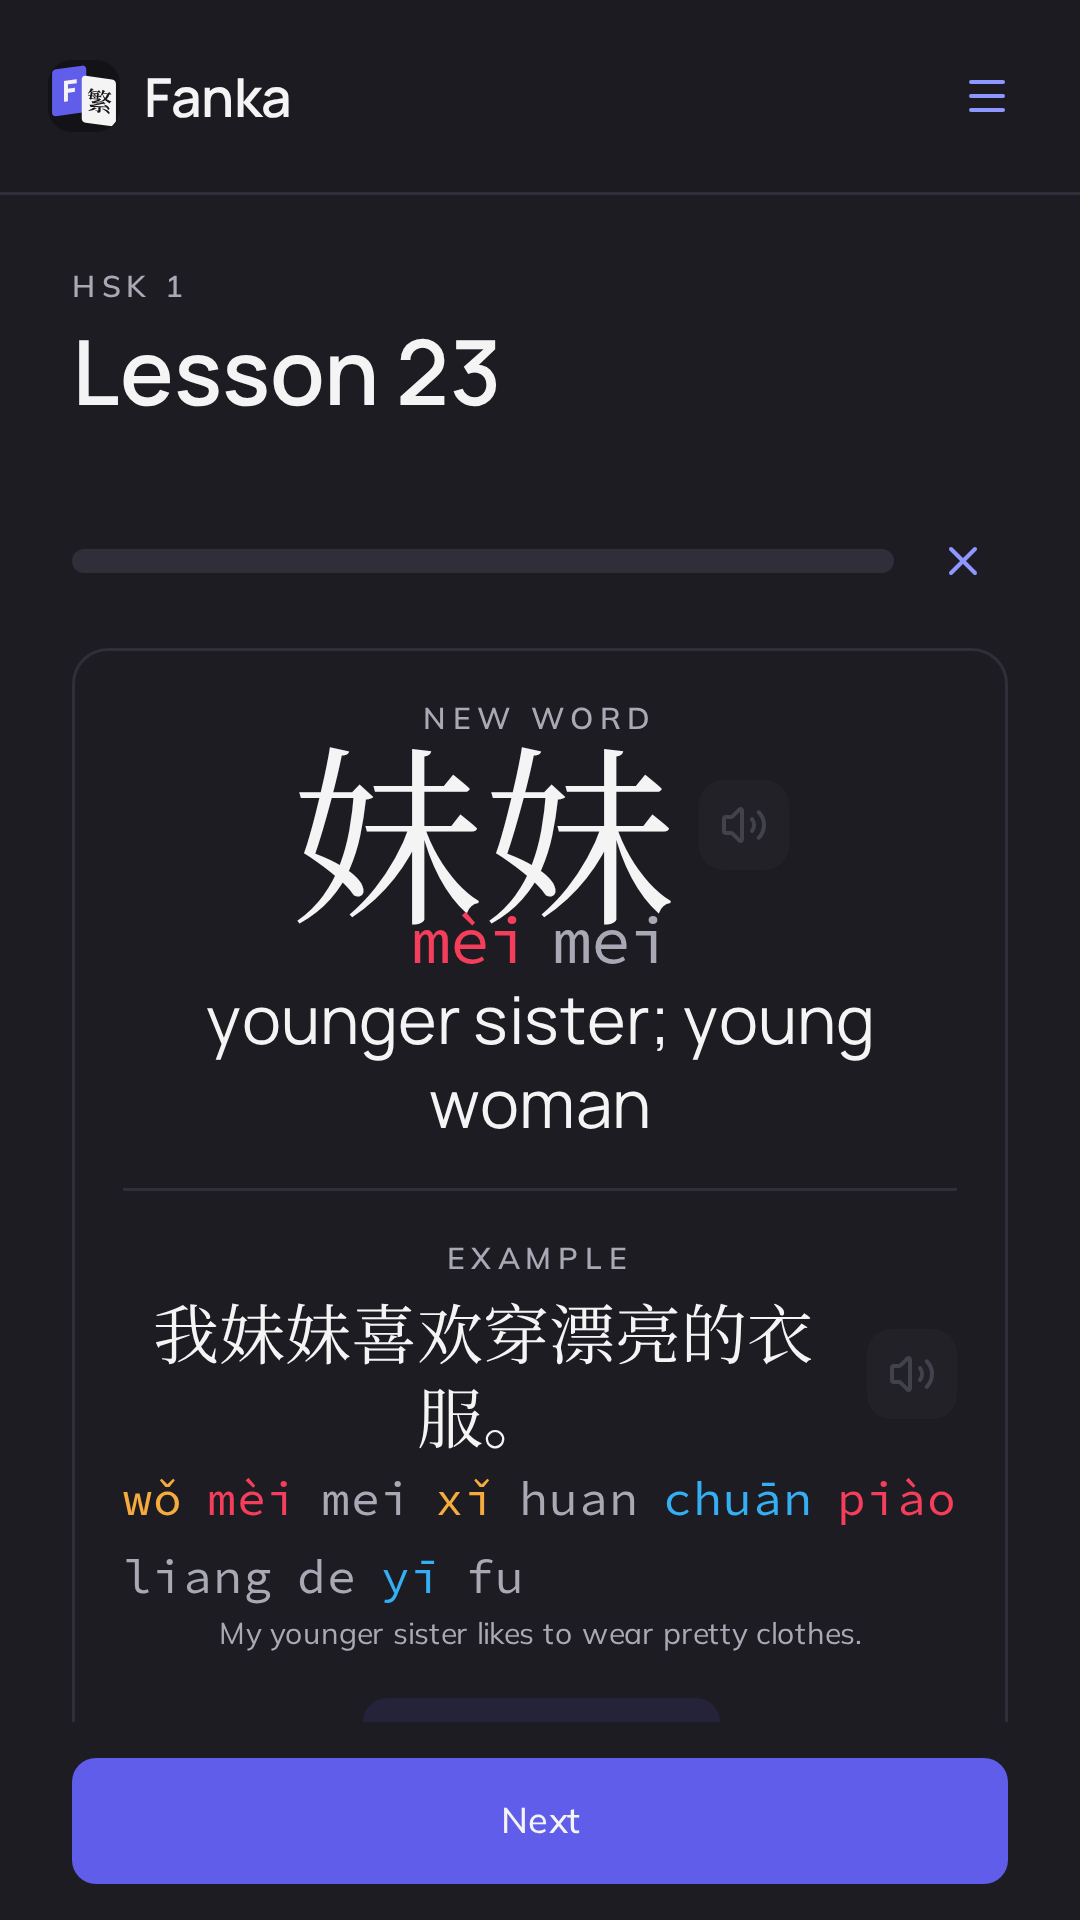 F 繁 Fanka
HSK 1
Lesson 23
NEW WORD
妹妹
mèi mei
younger sister; young
woman
EXAMPLE
我妹妹喜欢穿漂亮的衣
服。
wǒ mèi mei xǐ huan chuān piào
liang de yī fu
My younger sister likes to wear pretty clothes.
Next